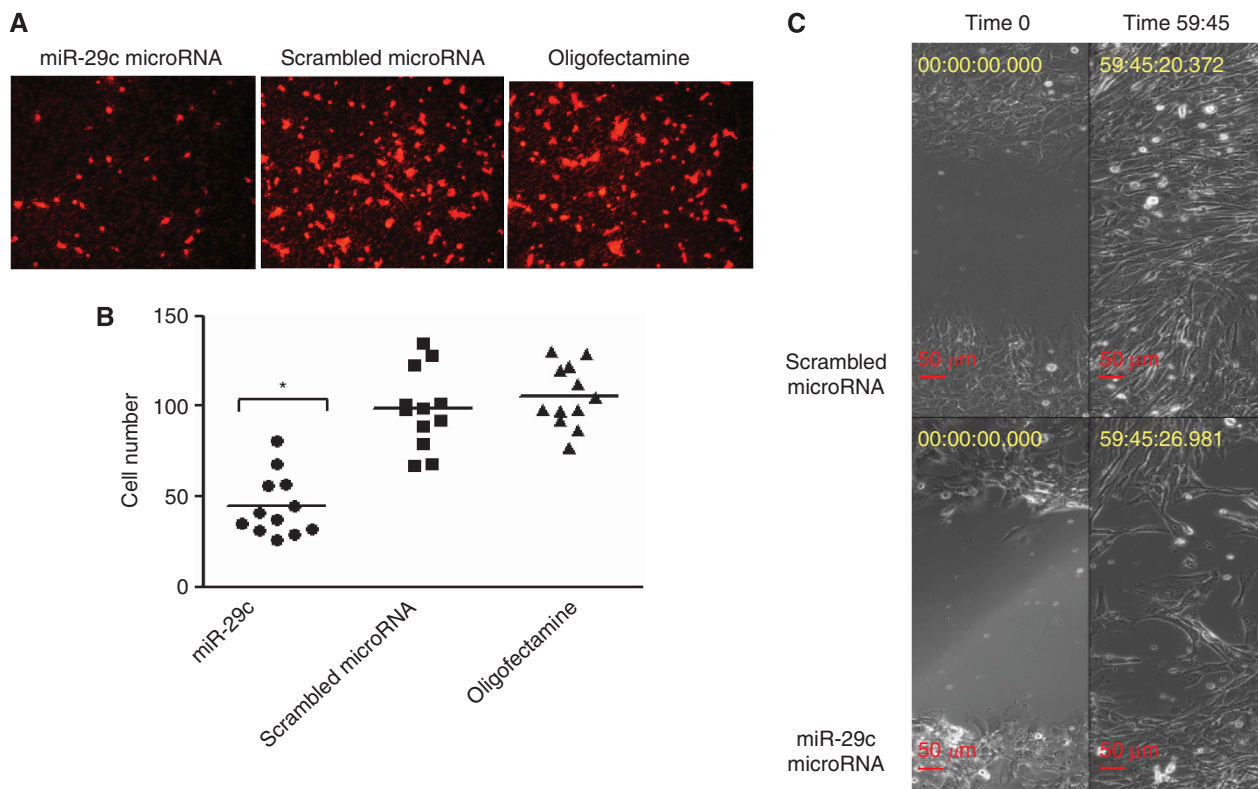 A
miR-29c microRNA
Scrambled microRNA
Oligofectamine
B
150
100
50
0
Cell number
*
miR-29c
Scrambled microRNA
Oligofectamine
C
Time 0
Time 59:45
00:00:00.000
59:45:20.372
Scrambled
microRNA
50 µm
50 µm
00:00:00.000
59:45:26.981
miR-29c
microRNA
50 µm
50 µm